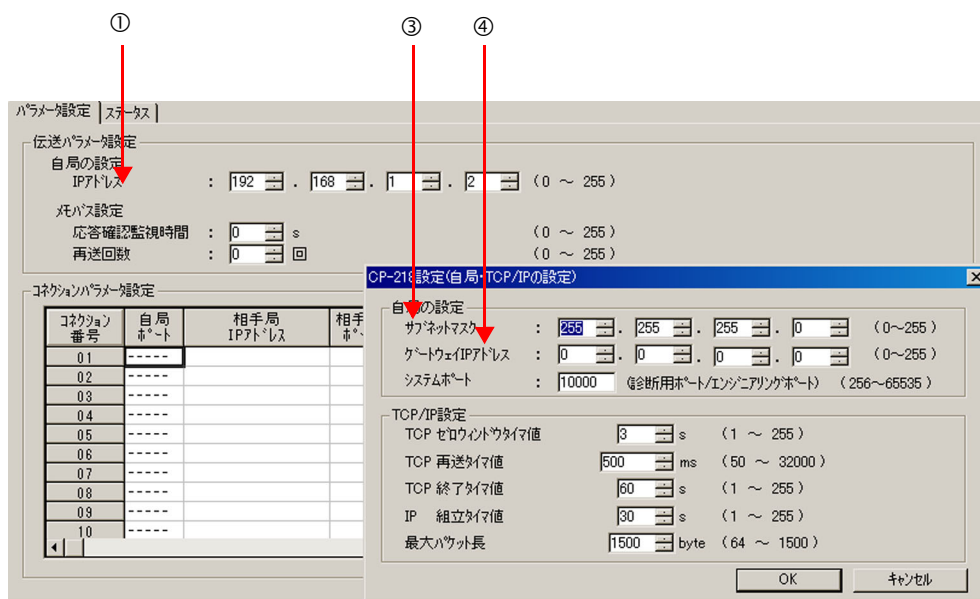 ① ③ ④
パラメータ設定 ステータス
伝送パラメータ設定
自局の設定
IPアドレス : 192 . 168 . 1 . 2 (0 ~ 255)
メモバス設定
応答確認監視時間 : 0 s (0 ~ 255)
再送回数 : 0 回 (0 ~ 255)
コネクションパラメータ設定
コネクション番号 自局ポート 相手局IPアドレス 相手
01 -----
02 -----
03 -----
04 -----
05 -----
06 -----
07 -----
08 -----
09 -----
10 -----
CP-218設定(自局・TCP/IPの設定)
自局の設定
サブネットマスク : 255 . 255 . 255 . 0 (0~255)
ゲートウェイIPアドレス : 0 . 0 . 0 . 0 (0~255)
システムポート : 10000 (診断用ポート/エンジニアリングポート) (256~65535)
TCP/IP設定
TCP ゼロウィンドウタイマ値 3 s (1 ~ 255)
TCP 再送タイマ値 500 ms (50 ~ 32000)
TCP 終了タイマ値 60 s (1 ~ 255)
IP 組立タイマ値 30 s (1 ~ 255)
最大パケット長 1500 byte (64 ~ 1500)
OK キャンセル